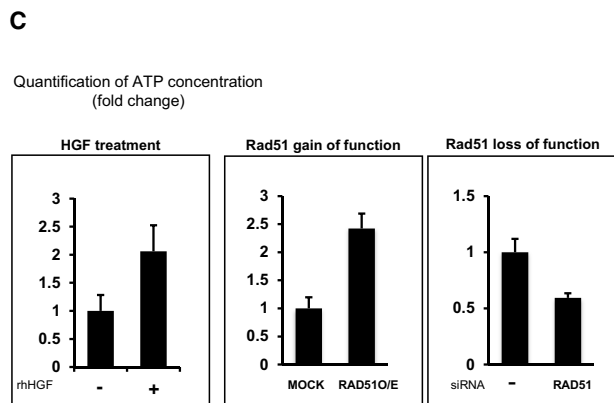 C
Quantification of ATP concentration
(fold change)
HGF treatment
3
2.5
2
1.5
1
0.5
0
rhHGF - +
Rad51 gain of function
3
2.5
2
1.5
1
0.5
0
MOCK RAD51O/E
Rad51 loss of function
1.5
1
0.5
0
siRNA - RAD51